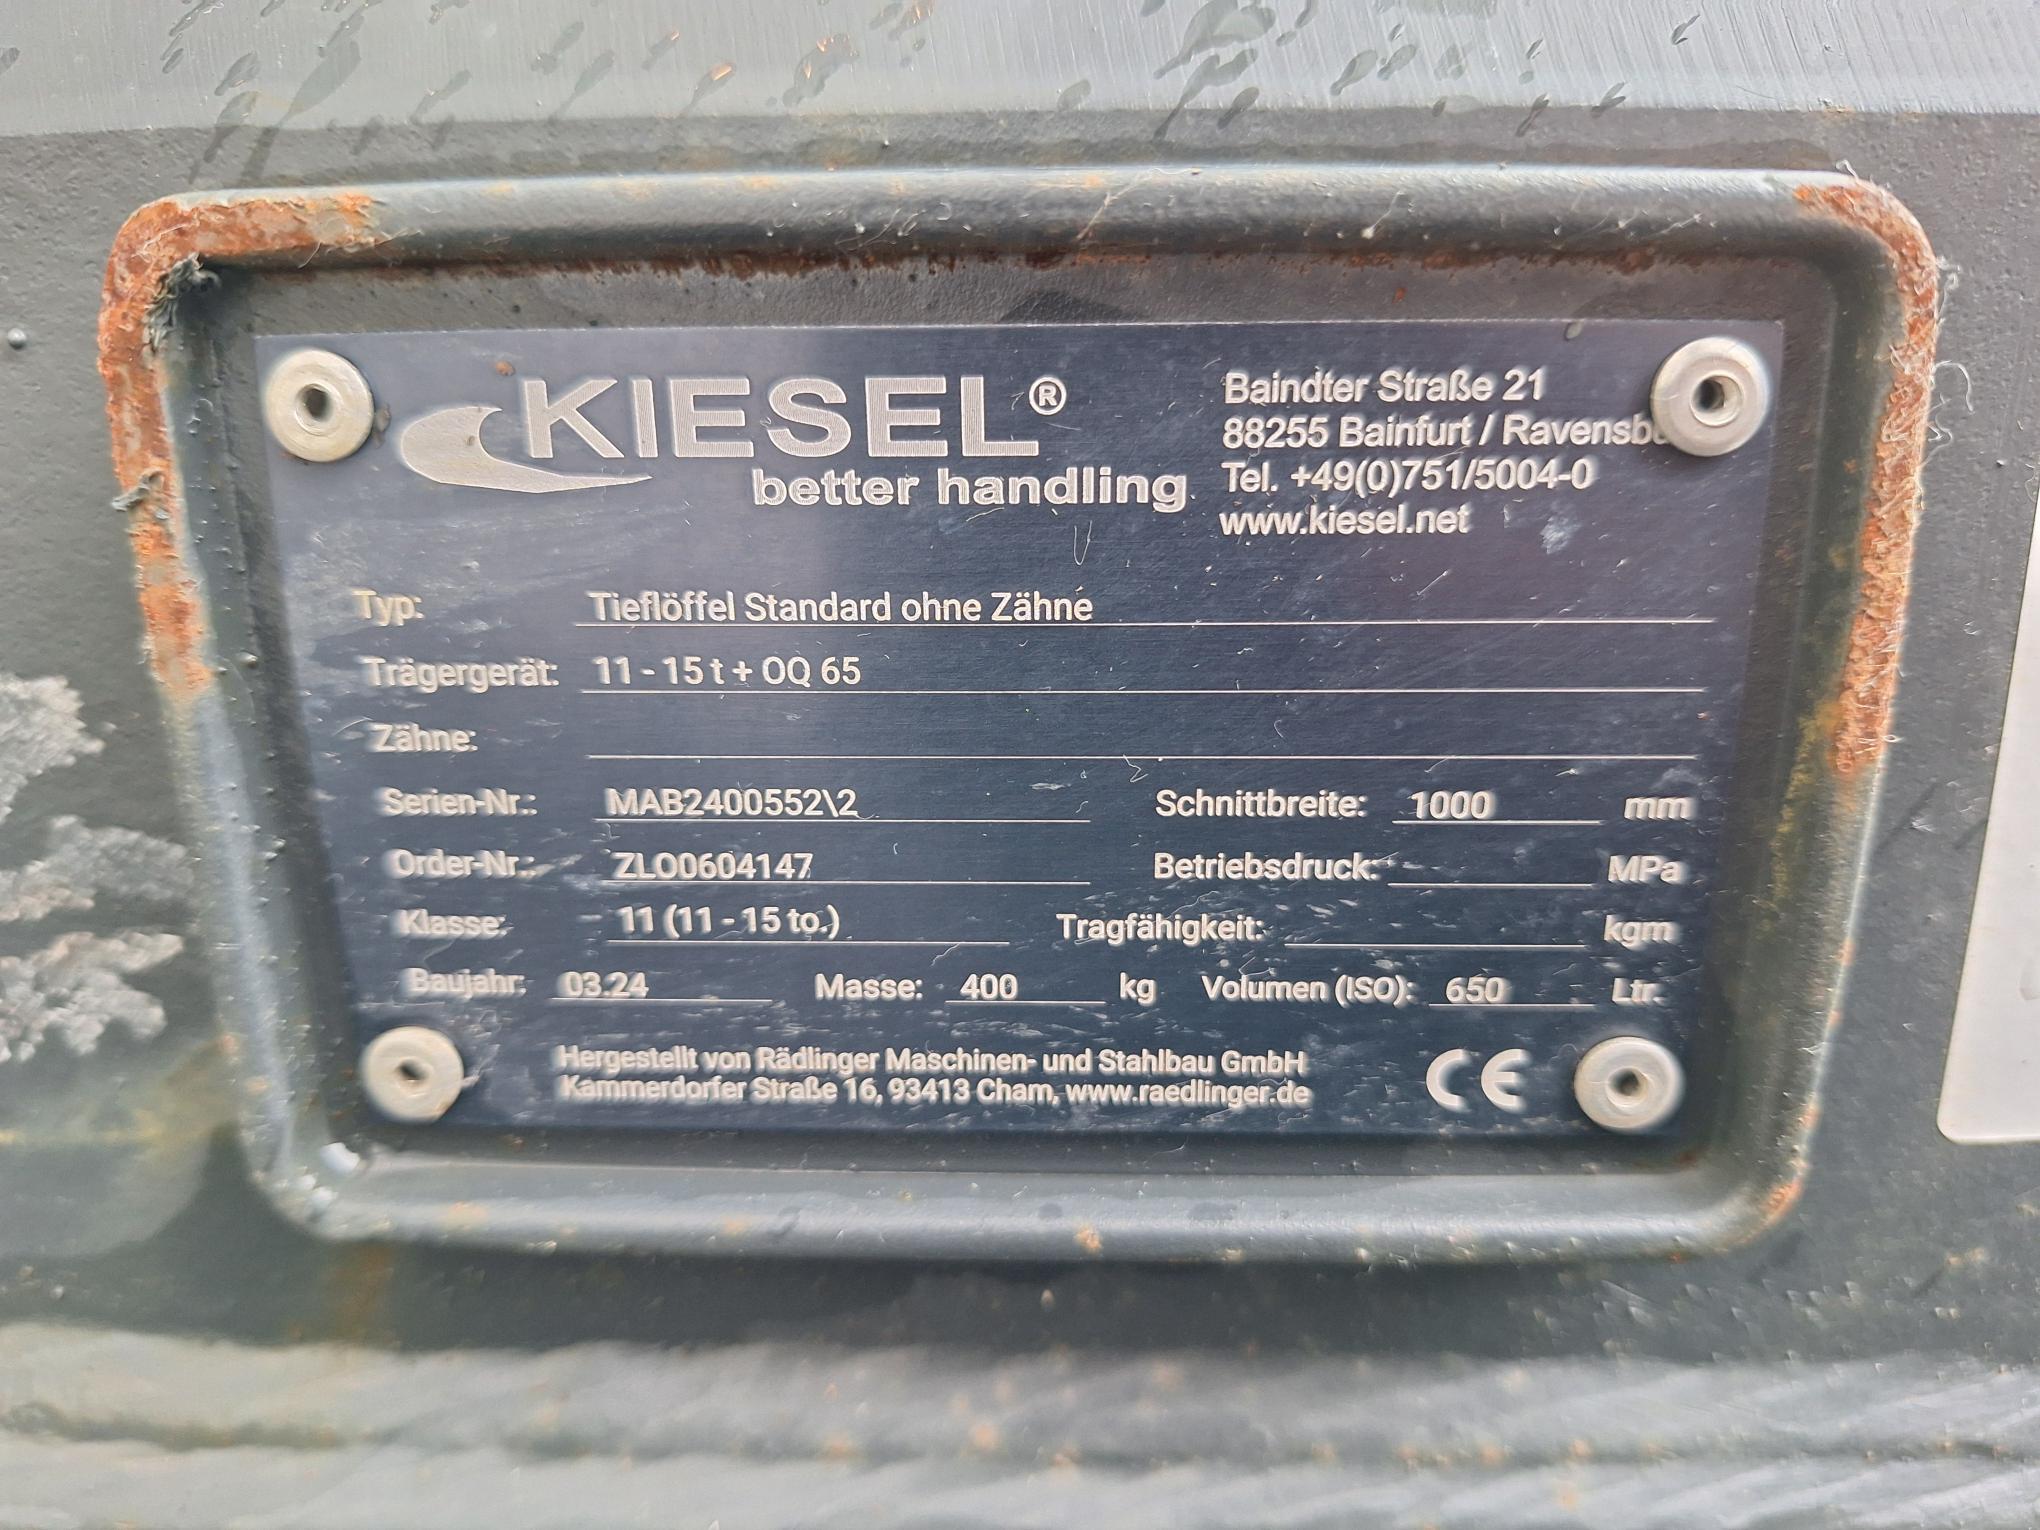 KIESEL®
better handling
Baindter Straße 21
88255 Bainfurt / Ravensbu
Tel. +49(0)751/5004-0
www.kiesel.net
Typ: Tieflöffel Standard ohne Zähne
Trägergerät: 11 - 15 t + OQ 65
Zähne:
Serien-Nr.: MAB2400552\2 Schnittbreite: 1000 mm
Order-Nr.: ZLO0604147 Betriebsdruck: MPa
Klasse: 11 (11 - 15 to.) Tragfähigkeit: kgm
Baujahr: 03.24 Masse: 400 kg Volumen (ISO): 650 Ltr.
Hergestellt von Rädlinger Maschinen- und Stahlbau GmbH
Kammerdorfer Straße 16, 93413 Cham, www.raedlinger.de
CE